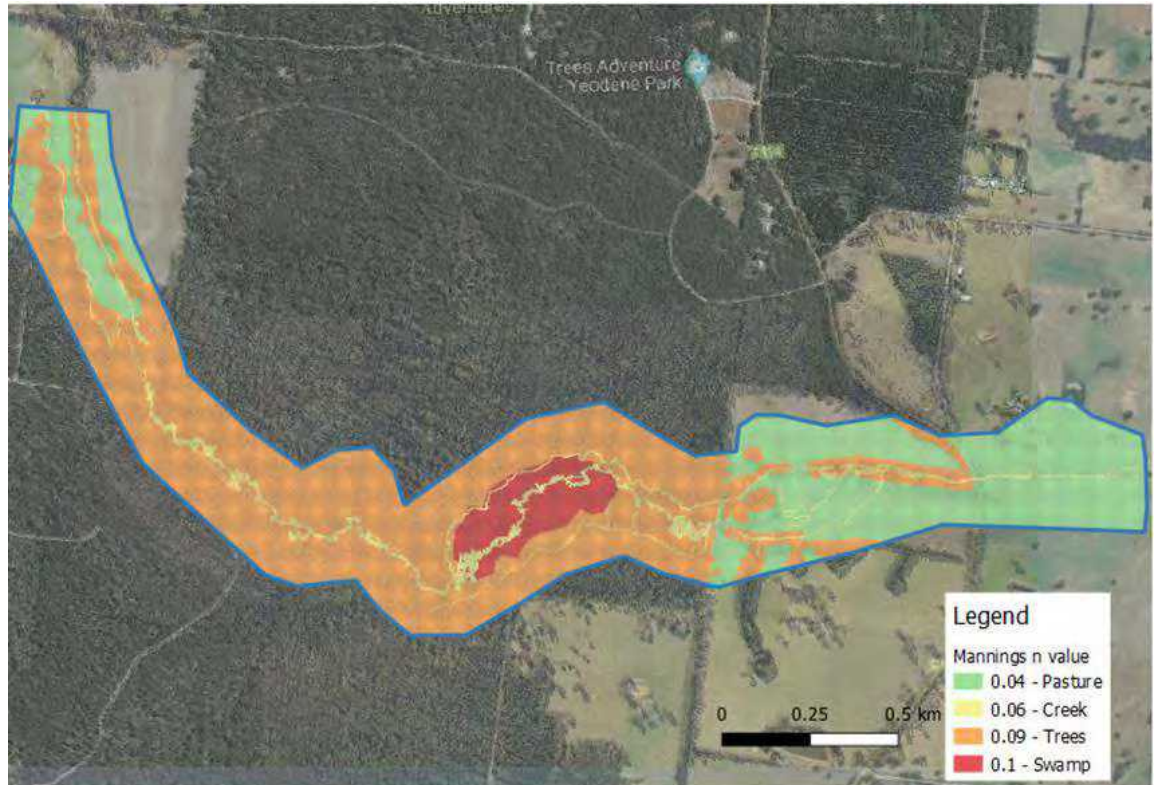 Adventures
Trees Adventure
- Yeodene Park
Legend
Mannings n value
0.04 - Pasture
0.06 - Creek
0.09 - Trees
0.1 - Swamp
0 0.25 0.5 km